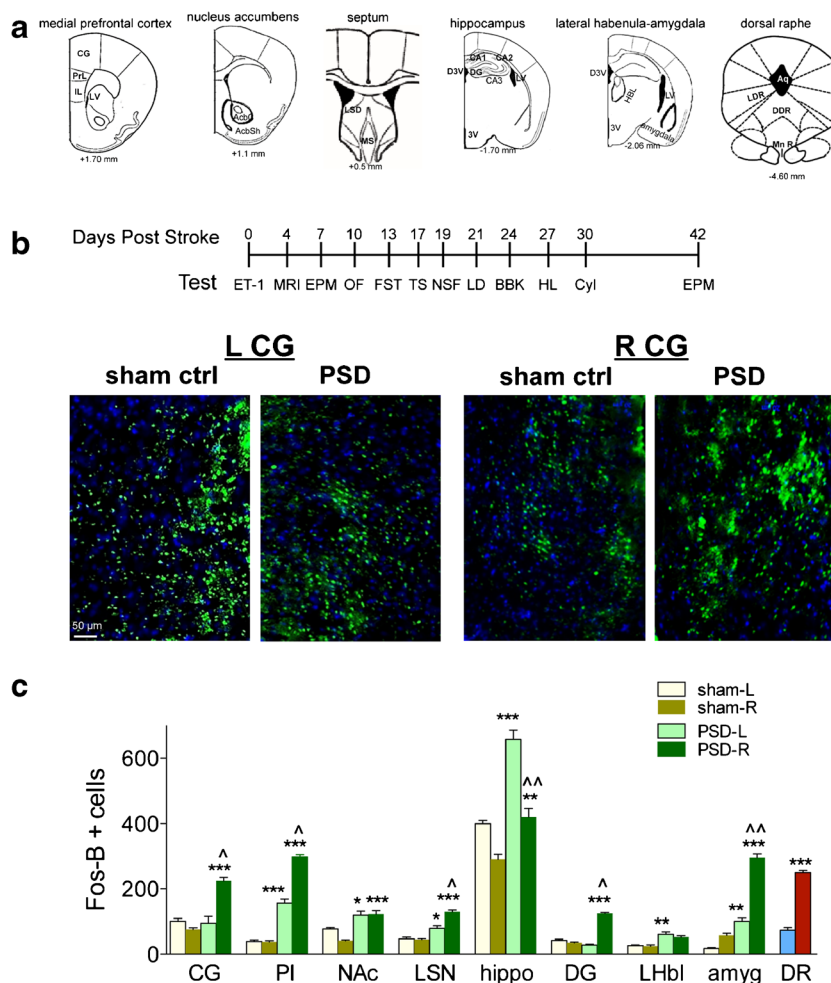 a
medial prefrontal cortex
nucleus accumbens
septum
hippocampus
lateral habenula-amygdala
dorsal raphe
CG
PrL
IL
LV
+1.70 mm
AcbC
AcbSh
+1.1 mm
LSD
MS
+0.5 mm
CA1 CA2
D3V DG
CA3 LV
3V
-1.70 mm
D3V
HBL
LV
3V
amygdala
-2.06 mm
Aq
LDR
DDR
Mn R
-4.60 mm
b
Days Post Stroke 0 4 7 10 13 17 19 21 24 27 30 42
Test ET-1 MRI EPM OF FST TS NSF LD BBK HL Cyl EPM
L CG R CG
sham ctrl PSD sham ctrl PSD
50 µm
c
sham-L
sham-R
PSD-L
PSD-R
Fos-B + cells
600
400
200
0
^
***
***
^
***
*
***
*
^
***
***
^^
**
^
***
**
**
^^
***
***
CG PI NAc LSN hippo DG LHbl amyg DR